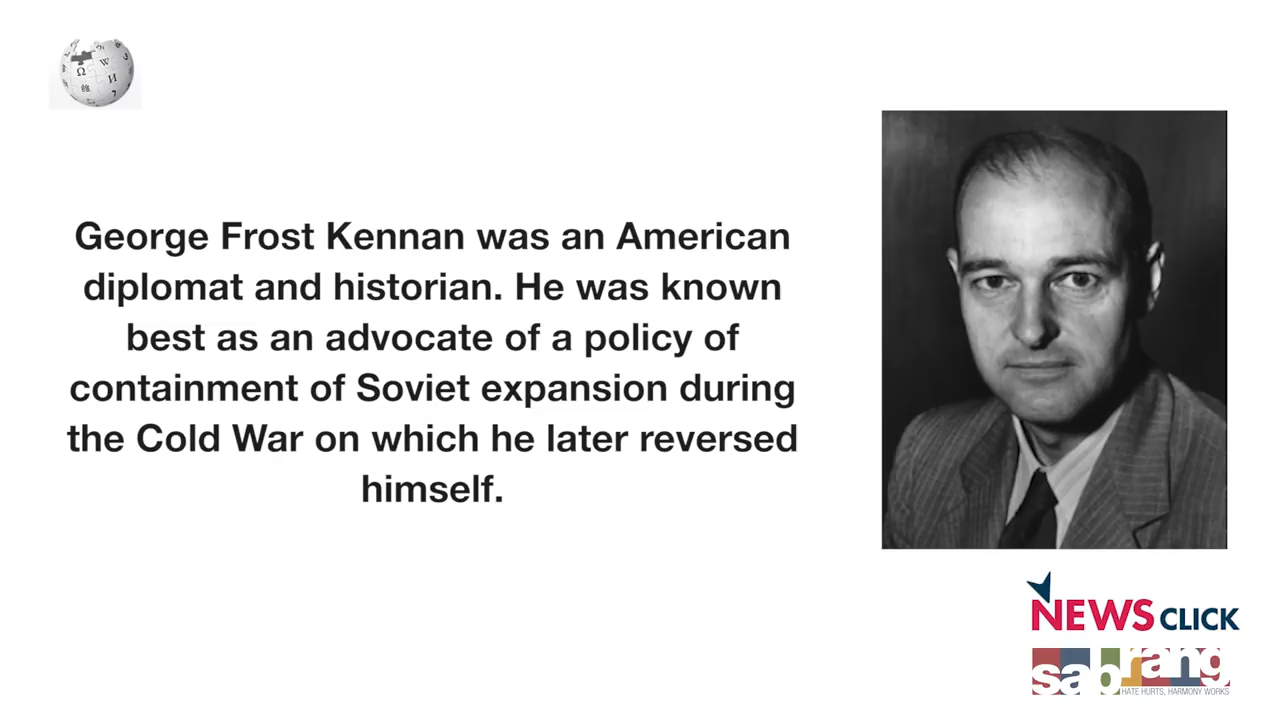 George Frost Kennan was an American
diplomat and historian. He was known
best as an advocate of a policy of
containment of Soviet expansion during
the Cold War on which he later reversed
himself.
NEWS CLICK
sabrang
HATE HURTS, HARMONY WORKS